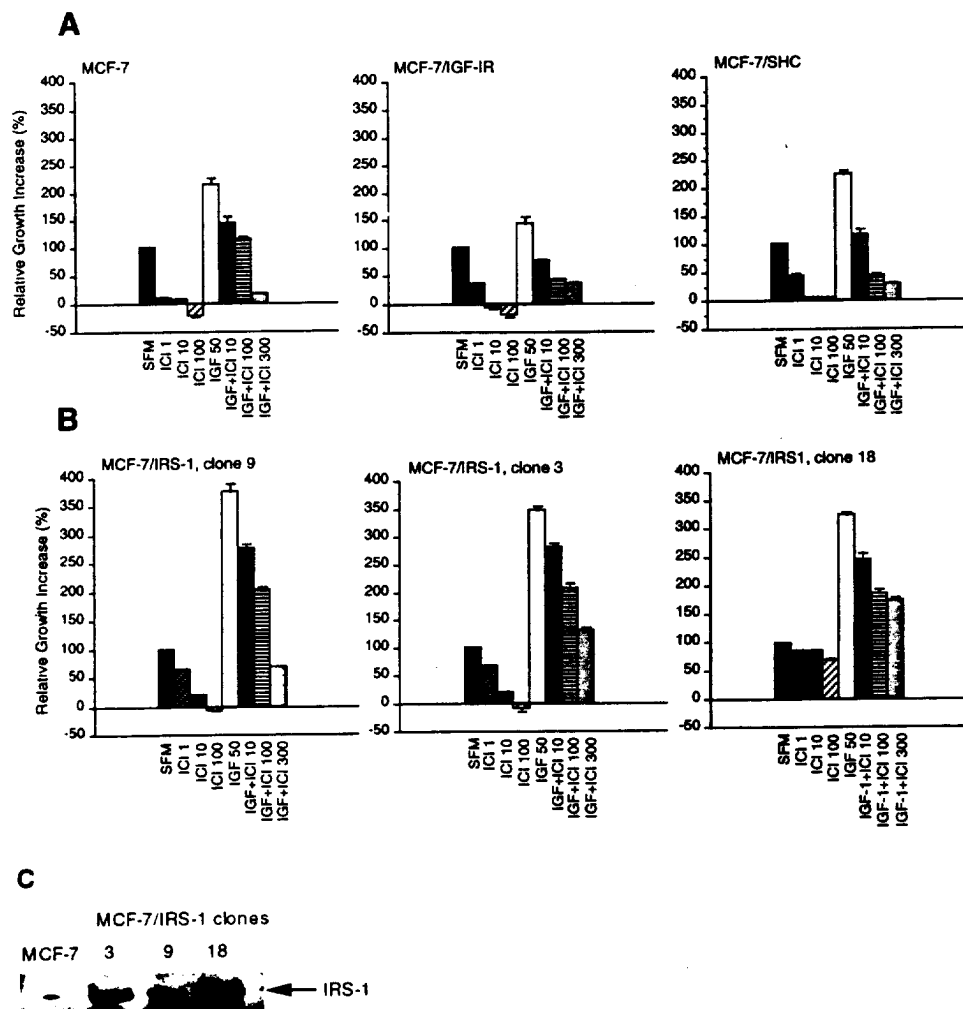 A
MCF-7
MCF-7/IGF-IR
MCF-7/SHC
Relative Growth Increase (%)
400
350
300
250
200
150
100
50
0
-50
SFM
ICI 1
ICI 10
ICI 100
IGF 50
IGF+ICI 10
IGF+ICI 100
IGF+ICI 300
400
350
300
250
200
150
100
50
0
-50
SFM
ICI 1
ICI 10
ICI 100
IGF 50
IGF+ICI 10
IGF+ICI 100
IGF+ICI 300
400
350
300
250
200
150
100
50
0
-50
SFM
ICI 1
ICI 10
ICI 100
IGF 50
IGF+ICI 10
IGF+ICI 100
IGF+ICI 300
B
MCF-7/IRS-1, clone 9
MCF-7/IRS-1, clone 3
MCF-7/IRS1, clone 18
Relative Growth Increase (%)
400
350
300
250
200
150
100
50
0
-50
SFM
ICI 1
ICI 10
ICI 100
IGF 50
IGF+ICI 10
IGF+ICI 100
IGF+ICI 300
400
350
300
250
200
150
100
50
0
-50
SFM
ICI 1
ICI 10
ICI 100
IGF 50
IGF+ICI 10
IGF+ICI 100
IGF+ICI 300
400
350
300
250
200
150
100
50
0
-50
SFM
ICI 1
ICI 10
ICI 100
IGF 50
IGF-1+ICI 10
IGF-1+ICI 100
IGF-1+ICI 300
C
MCF-7/IRS-1 clones
MCF-7 3 9 18
IRS-1